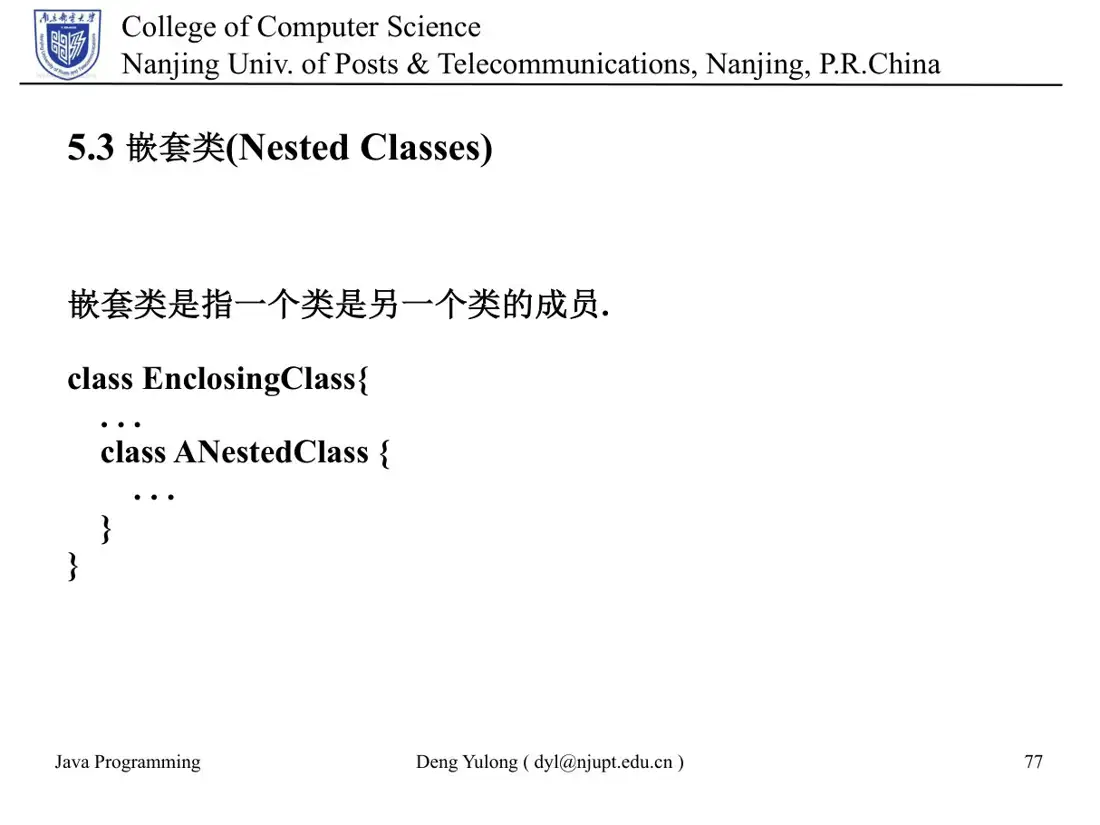 College of Computer Science
Nanjing Univ. of Posts & Telecommunications, Nanjing, P.R.China
5.3 嵌套类(Nested Classes)
嵌套类是指一个类是另一个类的成员.
class EnclosingClass{
. . .
class ANestedClass {
. . .
}
}
Java Programming
Deng Yulong ( dyl@njupt.edu.cn )
77